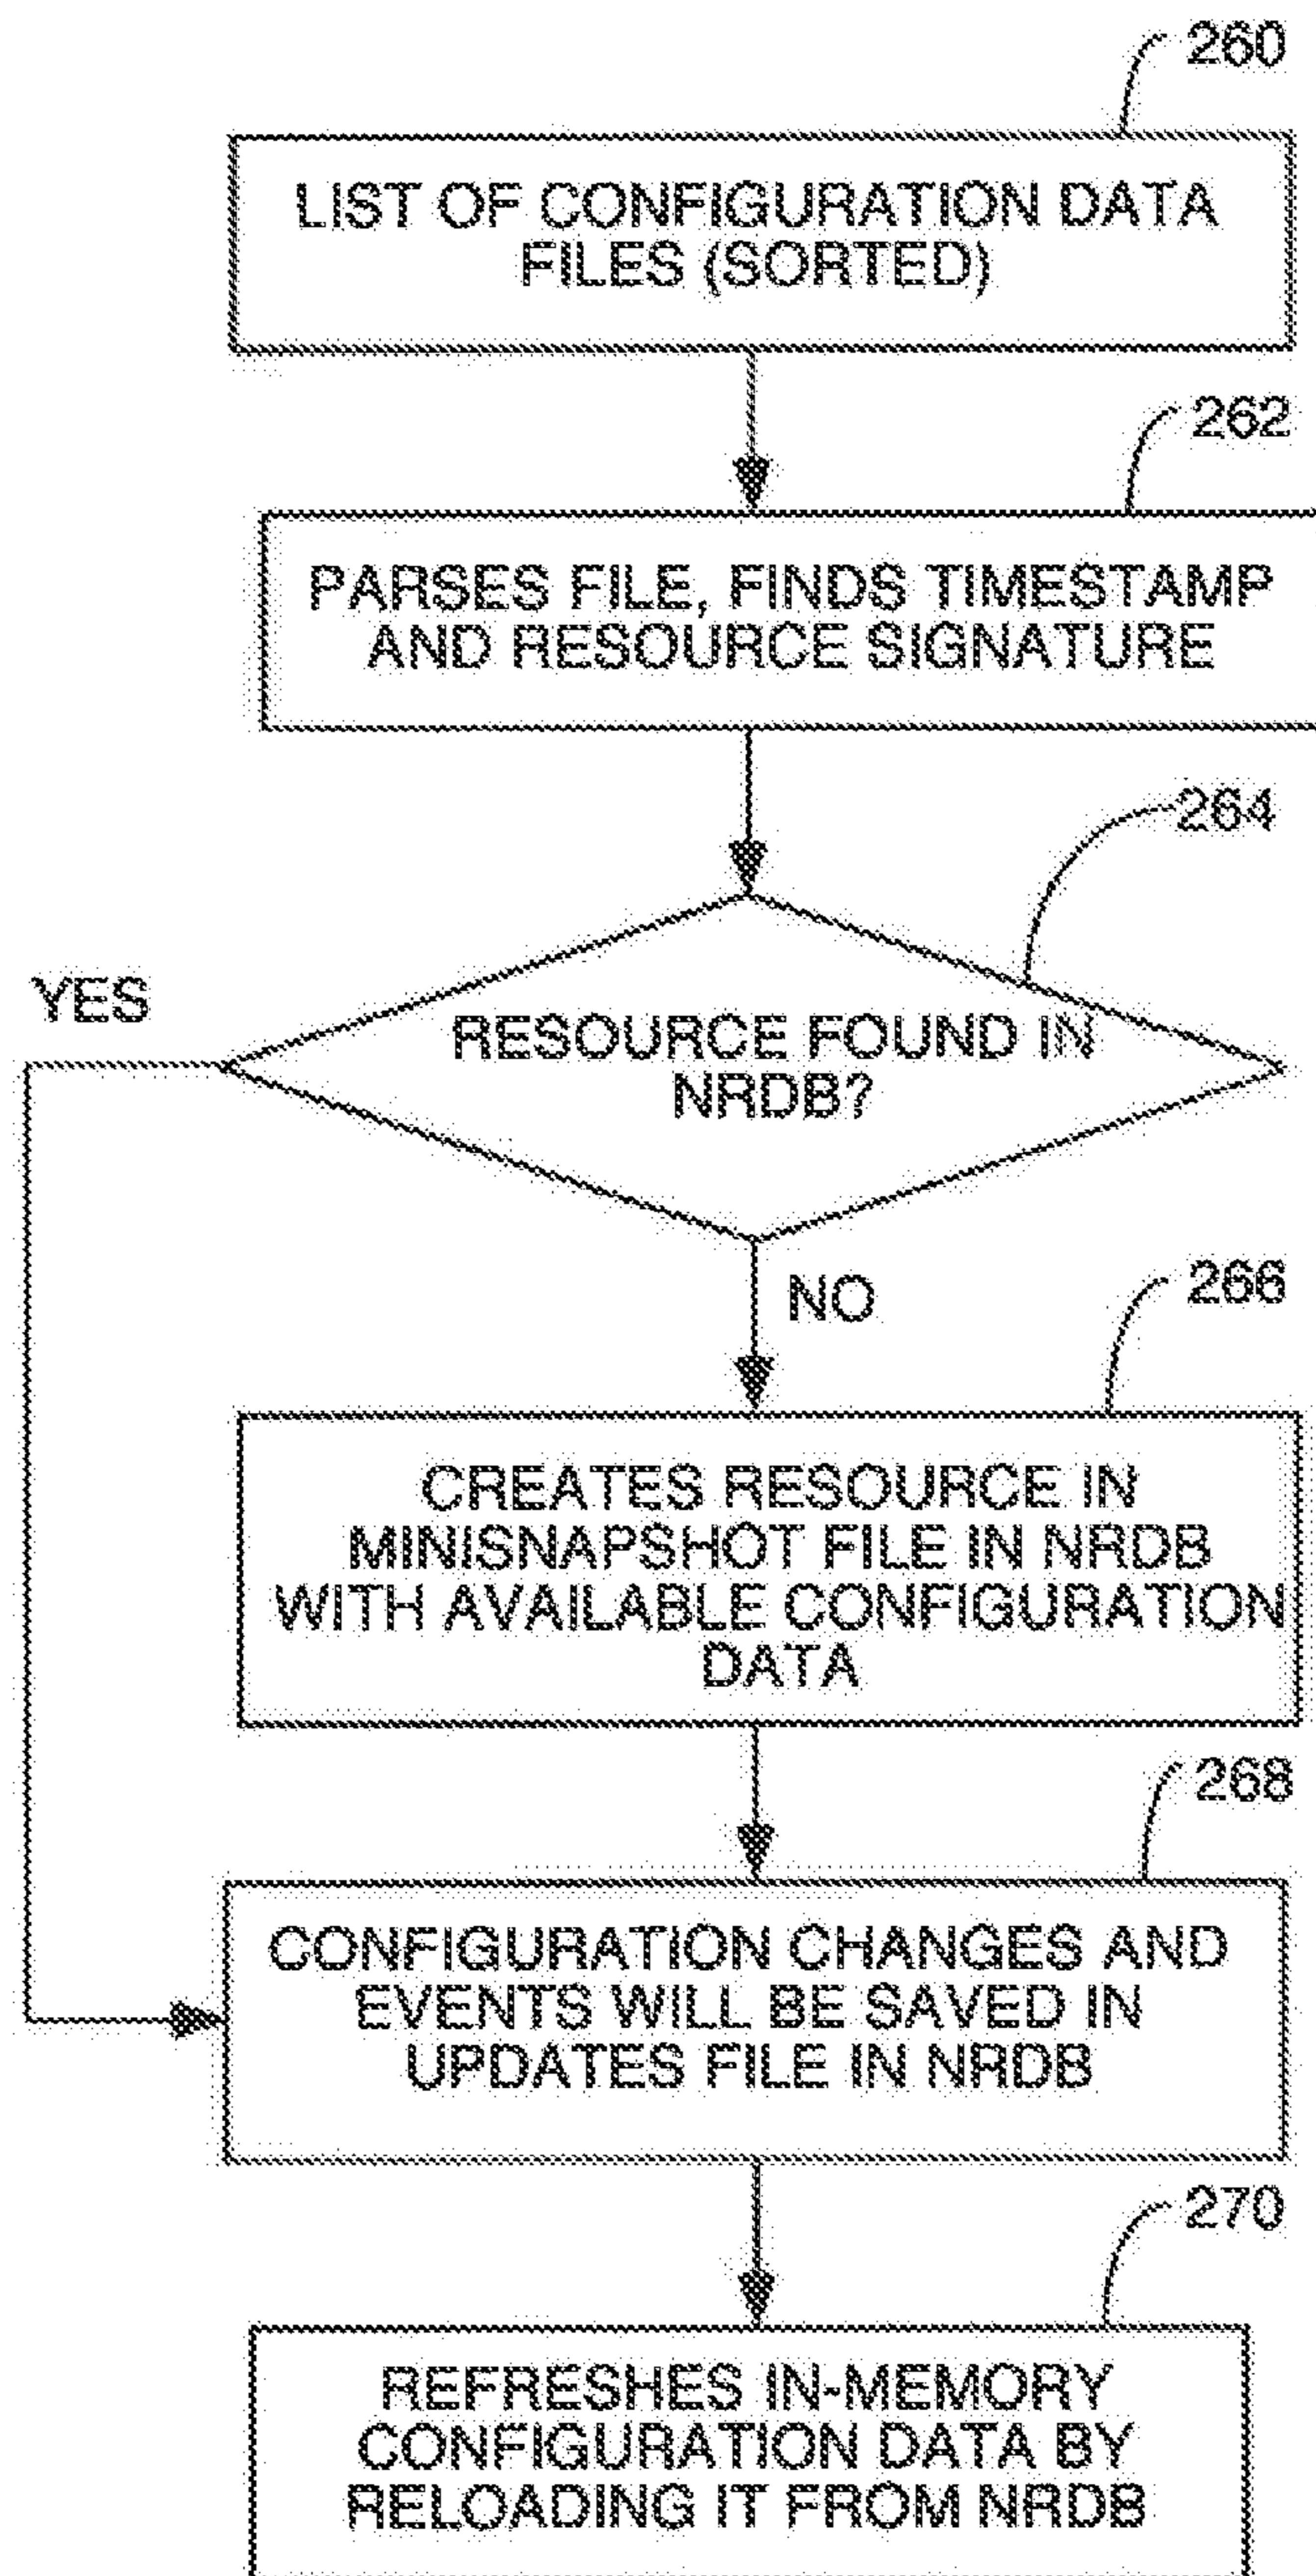 260
LIST OF CONFIGURATION DATA
FILES (SORTED)
262
PARSES FILE, FINDS TIMESTAMP
AND RESOURCE SIGNATURE
264
YES
RESOURCE FOUND IN
NRDB?
NO
266
CREATES RESOURCE IN
MINISNAPSHOT FILE IN NRDB
WITH AVAILABLE CONFIGURATION
DATA
268
CONFIGURATION CHANGES AND
EVENTS WILL BE SAVED IN
UPDATES FILE IN NRDB
270
REFRESHES IN-MEMORY
CONFIGURATION DATA BY
RELOADING IT FROM NRDB